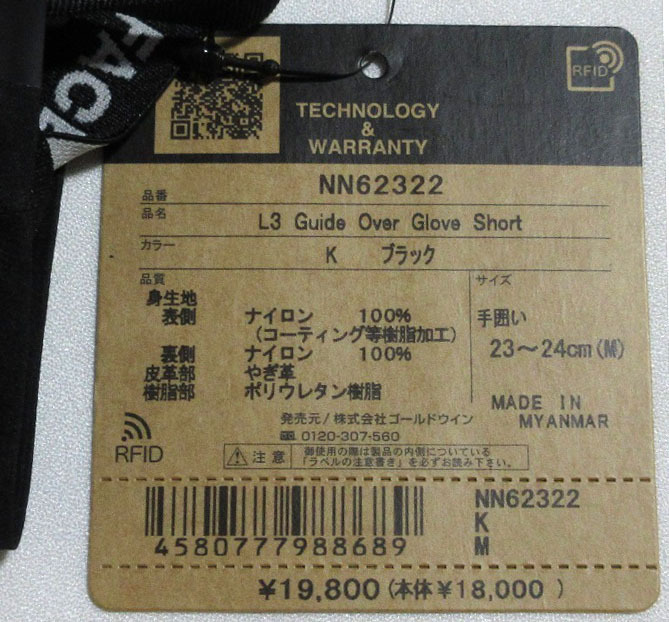 FACE
RFID
TECHNOLOGY
&
WARRANTY
品番 NN62322
品名 L3 Guide Over Glove Short
カラー K ブラック
品質
身生地
表側 ナイロン 100%
(コーティング等樹脂加工)
裏側 ナイロン 100%
皮革部 やぎ革
樹脂部 ポリウレタン樹脂
サイズ
手囲い
23～24cm(M)
MADE IN
MYANMAR
発売元/株式会社ゴールドウイン
0120-307-560
RFID
注意 御使用の際は製品の内側についている
「ラベルの注意書き」を必ずお読み下さい。
4580777988689
NN62322
K
M
¥19,800(本体¥18,000 )